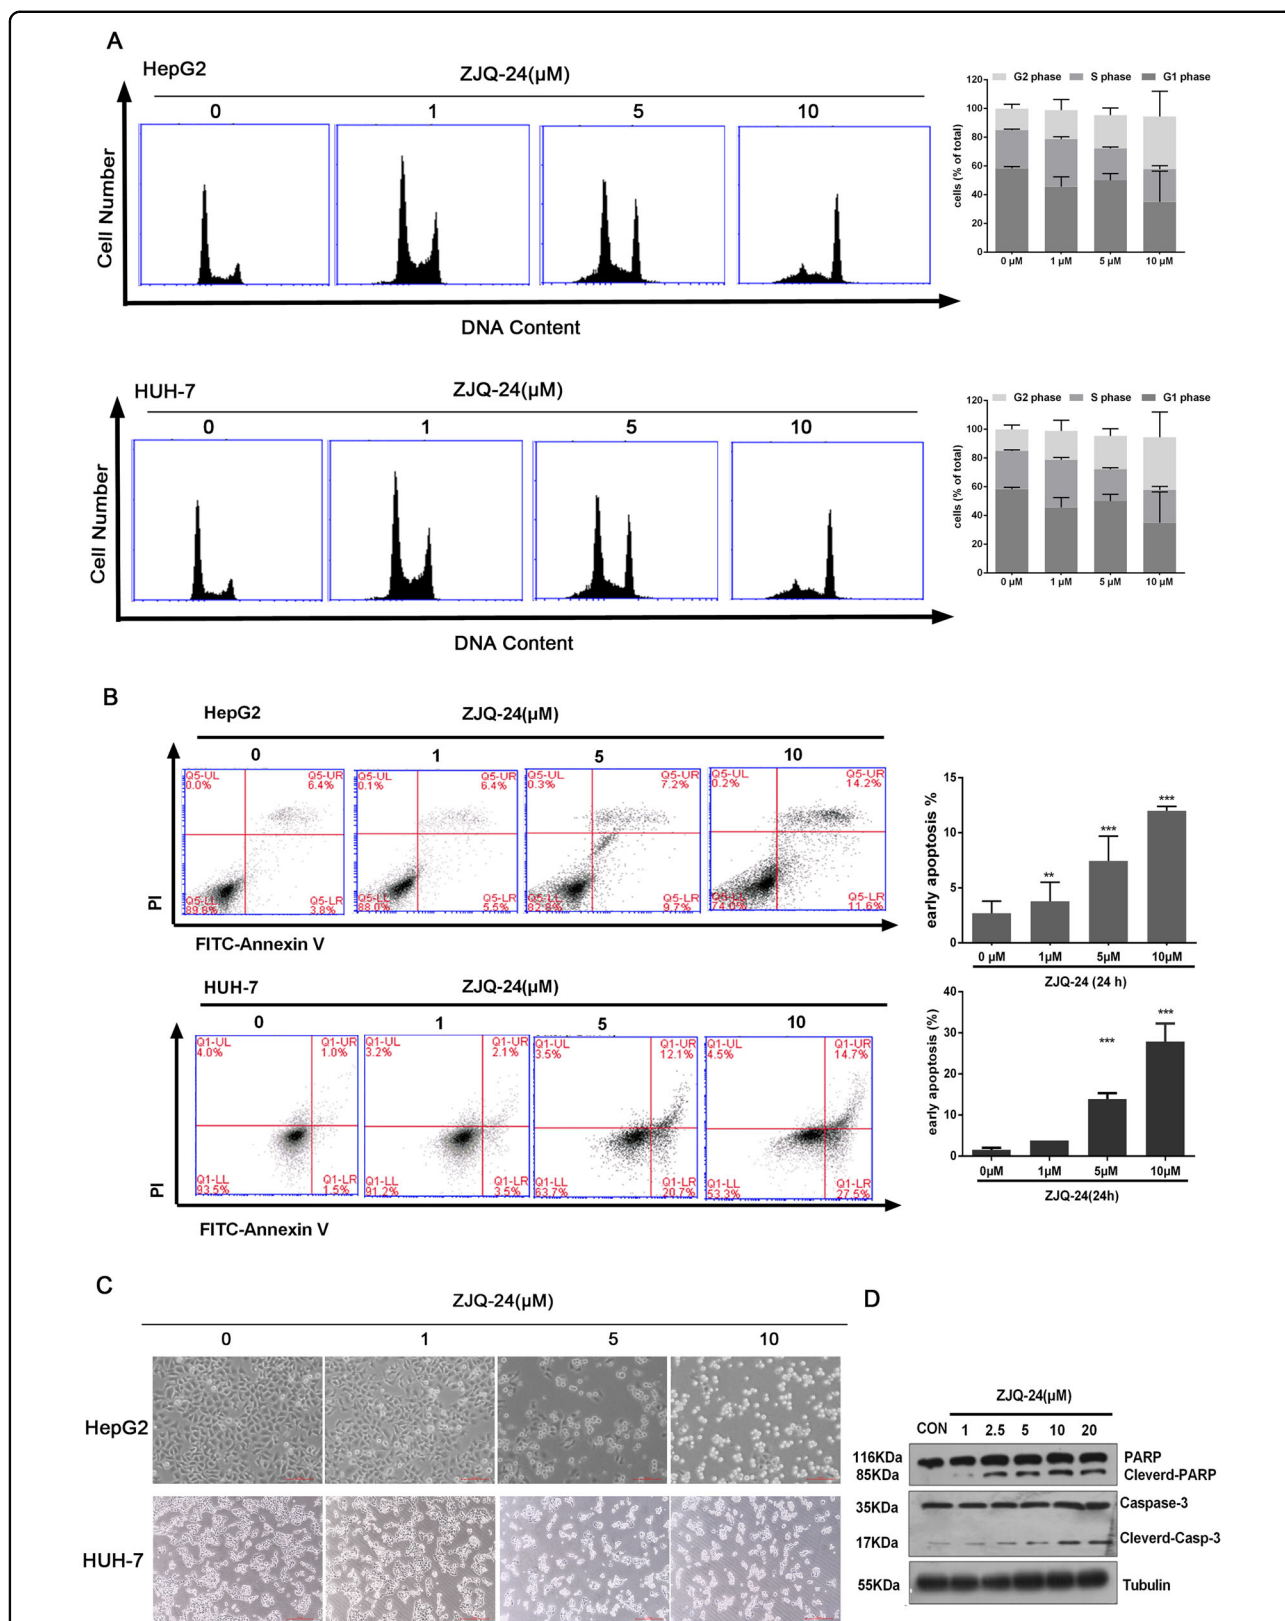 A
HepG2
ZJQ-24(μM)
0 1 5 10
Cell Number
DNA Content
G2 phase S phase G1 phase
cells (% of total)
120
100
80
60
40
20
0
0 μM 1 μM 5 μM 10 μM
HUH-7
ZJQ-24(μM)
0 1 5 10
Cell Number
DNA Content
G2 phase S phase G1 phase
cells (% of total)
120
100
80
60
40
20
0
0 μM 1 μM 5 μM 10 μM
B
HepG2
ZJQ-24(μM)
0 1 5 10
Q5-UL Q5-UR Q5-UL Q5-UR Q5-UL Q5-UR Q5-UL Q5-UR
0.0% 6.4% 0.1% 6.4% 0.3% 7.2% 0.2% 14.2%
Q5-LL Q5-LR Q5-LR Q5-LL Q5-LR Q5-LR
3.8% 88.0% 5.5% 9.7% 11.6%
PI
FITC-Annexin V
early apoptosis %
15
10
5
0
** *** ***
0 μM 1μM 5μM 10μM
ZJQ-24 (24 h)
HUH-7
ZJQ-24(μM)
0 1 5 10
Q1-UL Q1-UR Q1-UL Q1-UR Q1-UL Q1-UR Q1-UL Q1-UR
4.0% 1.0% 3.2% 2.1% 3.5% 12.1% 4.5% 14.7%
Q1-LL Q1-LR Q1-LL Q1-LR Q1-LL Q1-LR Q1-LL Q1-LR
93.5% 1.5% 91.2% 3.5% 63.7% 20.7% 53.3% 27.5%
PI
FITC-Annexin V
early apoptosis (%)
40
30
20
10
0
*** ***
0μM 1μM 5μM 10μM
ZJQ-24(24h)
C
ZJQ-24(μM)
0 1 5 10
HepG2
HUH-7
D
ZJQ-24(μM)
CON 1 2.5 5 10 20
116KDa PARP
85KDa Cleverd-PARP
35KDa Caspase-3
17KDa Cleverd-Casp-3
55KDa Tubulin